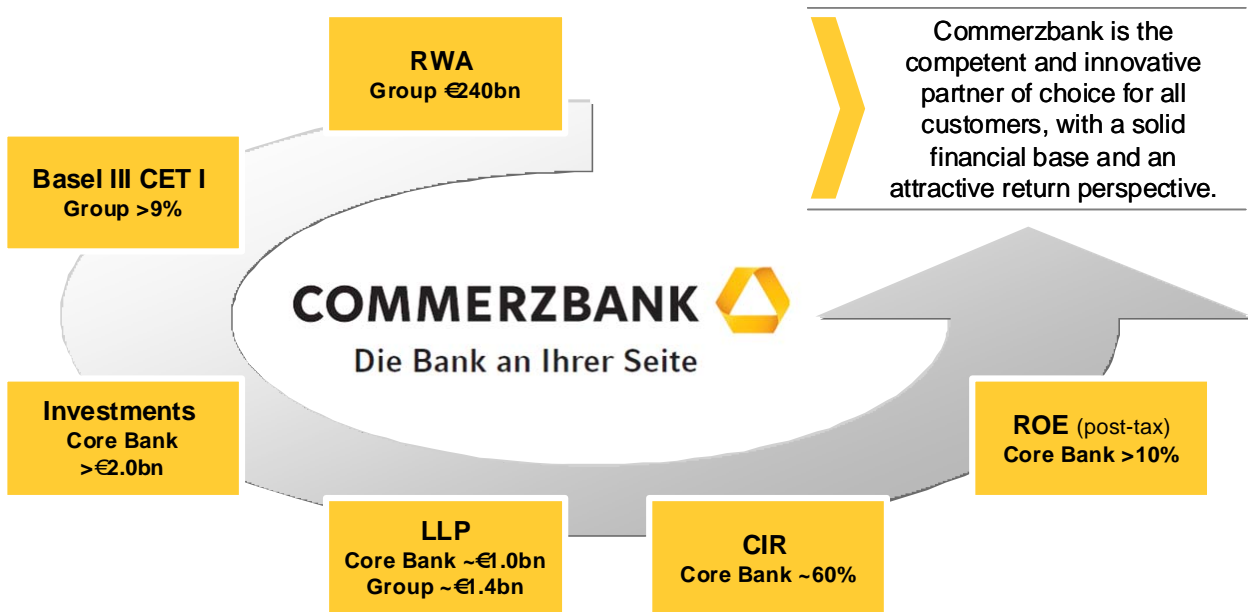 RWA
Group €240bn
Basel III CET I
Group >9%
Investments
Core Bank
>€2.0bn
LLP
Core Bank ~€1.0bn
Group ~€1.4bn
CIR
Core Bank ~60%
ROE (post-tax)
Core Bank >10%
Commerzbank is the
competent and innovative
partner of choice for all
customers, with a solid
financial base and an
attractive return perspective.
COMMERZBANK
Die Bank an Ihrer Seite